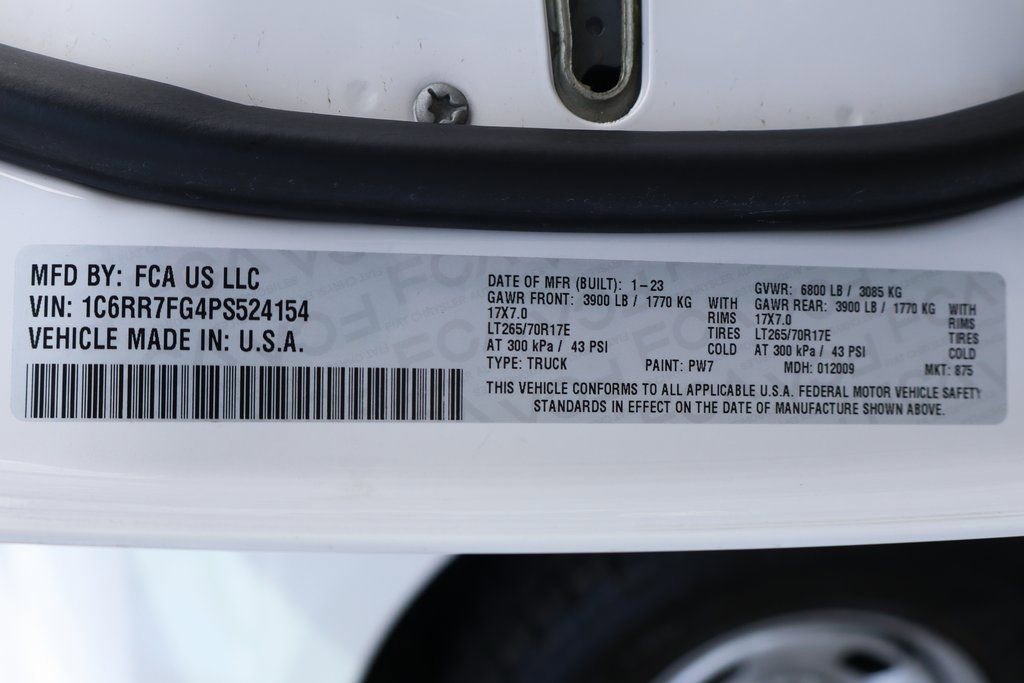 MFD BY: FCA US LLC
VIN: 1C6RR7FG4PS524154
VEHICLE MADE IN: U.S.A.
DATE OF MFR (BUILT): 1-23
GAWR FRONT: 3900 LB / 1770 KG WITH
17X7.0 RIMS
LT265/70R17E TIRES
AT 300 kPa / 43 PSI COLD
TYPE: TRUCK PAINT: PW7
GVWR: 6800 LB / 3085 KG
GAWR REAR: 3900 LB / 1770 KG WITH
17X7.0 RIMS
LT265/70R17E TIRES
AT 300 kPa / 43 PSI COLD
MDH: 012009 MKT: 875
THIS VEHICLE CONFORMS TO ALL APPLICABLE U.S.A. FEDERAL MOTOR VEHICLE SAFETY
STANDARDS IN EFFECT ON THE DATE OF MANUFACTURE SHOWN ABOVE.